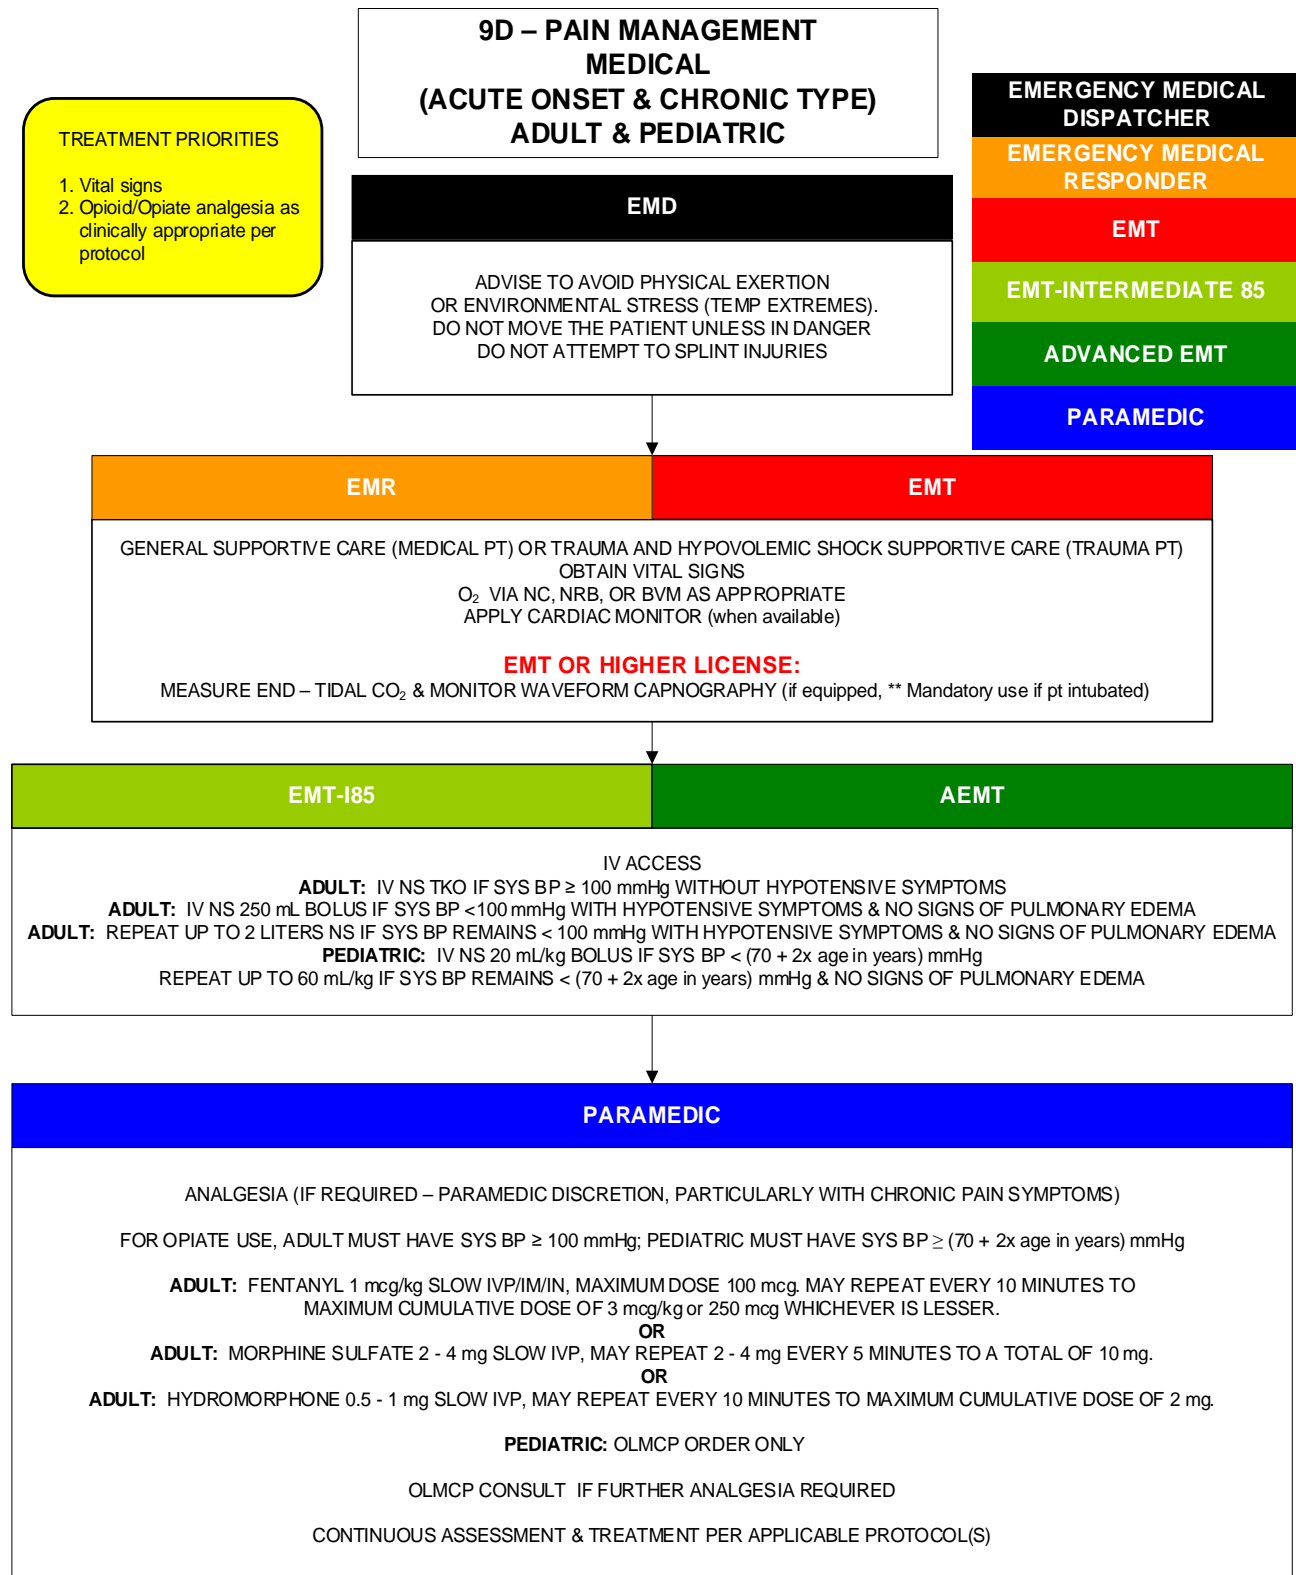 9D – PAIN MANAGEMENT
MEDICAL
(ACUTE ONSET & CHRONIC TYPE)
ADULT & PEDIATRIC
TREATMENT PRIORITIES
1. Vital signs
2. Opioid/Opiate analgesia as
clinically appropriate per
protocol
EMERGENCY MEDICAL
DISPATCHER
EMERGENCY MEDICAL
RESPONDER
EMT
EMT-INTERMEDIATE 85
ADVANCED EMT
PARAMEDIC
EMD
ADVISE TO AVOID PHYSICAL EXERTION
OR ENVIRONMENTAL STRESS (TEMP EXTREMES).
DO NOT MOVE THE PATIENT UNLESS IN DANGER
DO NOT ATTEMPT TO SPLINT INJURIES
EMR
EMT
GENERAL SUPPORTIVE CARE (MEDICAL PT) OR TRAUMA AND HYPOVOLEMIC SHOCK SUPPORTIVE CARE (TRAUMA PT)
OBTAIN VITAL SIGNS
O₂ VIA NC, NRB, OR BVM AS APPROPRIATE
APPLY CARDIAC MONITOR (when available)
EMT OR HIGHER LICENSE:
MEASURE END – TIDAL CO₂ & MONITOR WAVEFORM CAPNOGRAPHY (if equipped, ** Mandatory use if pt intubated)
EMT-I85
AEMT
IV ACCESS
ADULT: IV NS TKO IF SYS BP ≥ 100 mmHg WITHOUT HYPOTENSIVE SYMPTOMS
ADULT: IV NS 250 mL BOLUS IF SYS BP <100 mmHg WITH HYPOTENSIVE SYMPTOMS & NO SIGNS OF PULMONARY EDEMA
ADULT: REPEAT UP TO 2 LITERS NS IF SYS BP REMAINS < 100 mmHg WITH HYPOTENSIVE SYMPTOMS & NO SIGNS OF PULMONARY EDEMA
PEDIATRIC: IV NS 20 mL/kg BOLUS IF SYS BP < (70 + 2x age in years) mmHg
REPEAT UP TO 60 mL/kg IF SYS BP REMAINS < (70 + 2x age in years) mmHg & NO SIGNS OF PULMONARY EDEMA
PARAMEDIC
ANALGESIA (IF REQUIRED – PARAMEDIC DISCRETION, PARTICULARLY WITH CHRONIC PAIN SYMPTOMS)
FOR OPIATE USE, ADULT MUST HAVE SYS BP ≥ 100 mmHg; PEDIATRIC MUST HAVE SYS BP ≥ (70 + 2x age in years) mmHg
ADULT: FENTANYL 1 mcg/kg SLOW IVP/IM/IN, MAXIMUM DOSE 100 mcg. MAY REPEAT EVERY 10 MINUTES TO
MAXIMUM CUMULATIVE DOSE OF 3 mcg/kg or 250 mcg WHICHEVER IS LESSER.
OR
ADULT: MORPHINE SULFATE 2 - 4 mg SLOW IVP, MAY REPEAT 2 - 4 mg EVERY 5 MINUTES TO A TOTAL OF 10 mg.
OR
ADULT: HYDROMORPHONE 0.5 - 1 mg SLOW IVP, MAY REPEAT EVERY 10 MINUTES TO MAXIMUM CUMULATIVE DOSE OF 2 mg.
PEDIATRIC: OLMCP ORDER ONLY
OLMCP CONSULT IF FURTHER ANALGESIA REQUIRED
CONTINUOUS ASSESSMENT & TREATMENT PER APPLICABLE PROTOCOL(S)